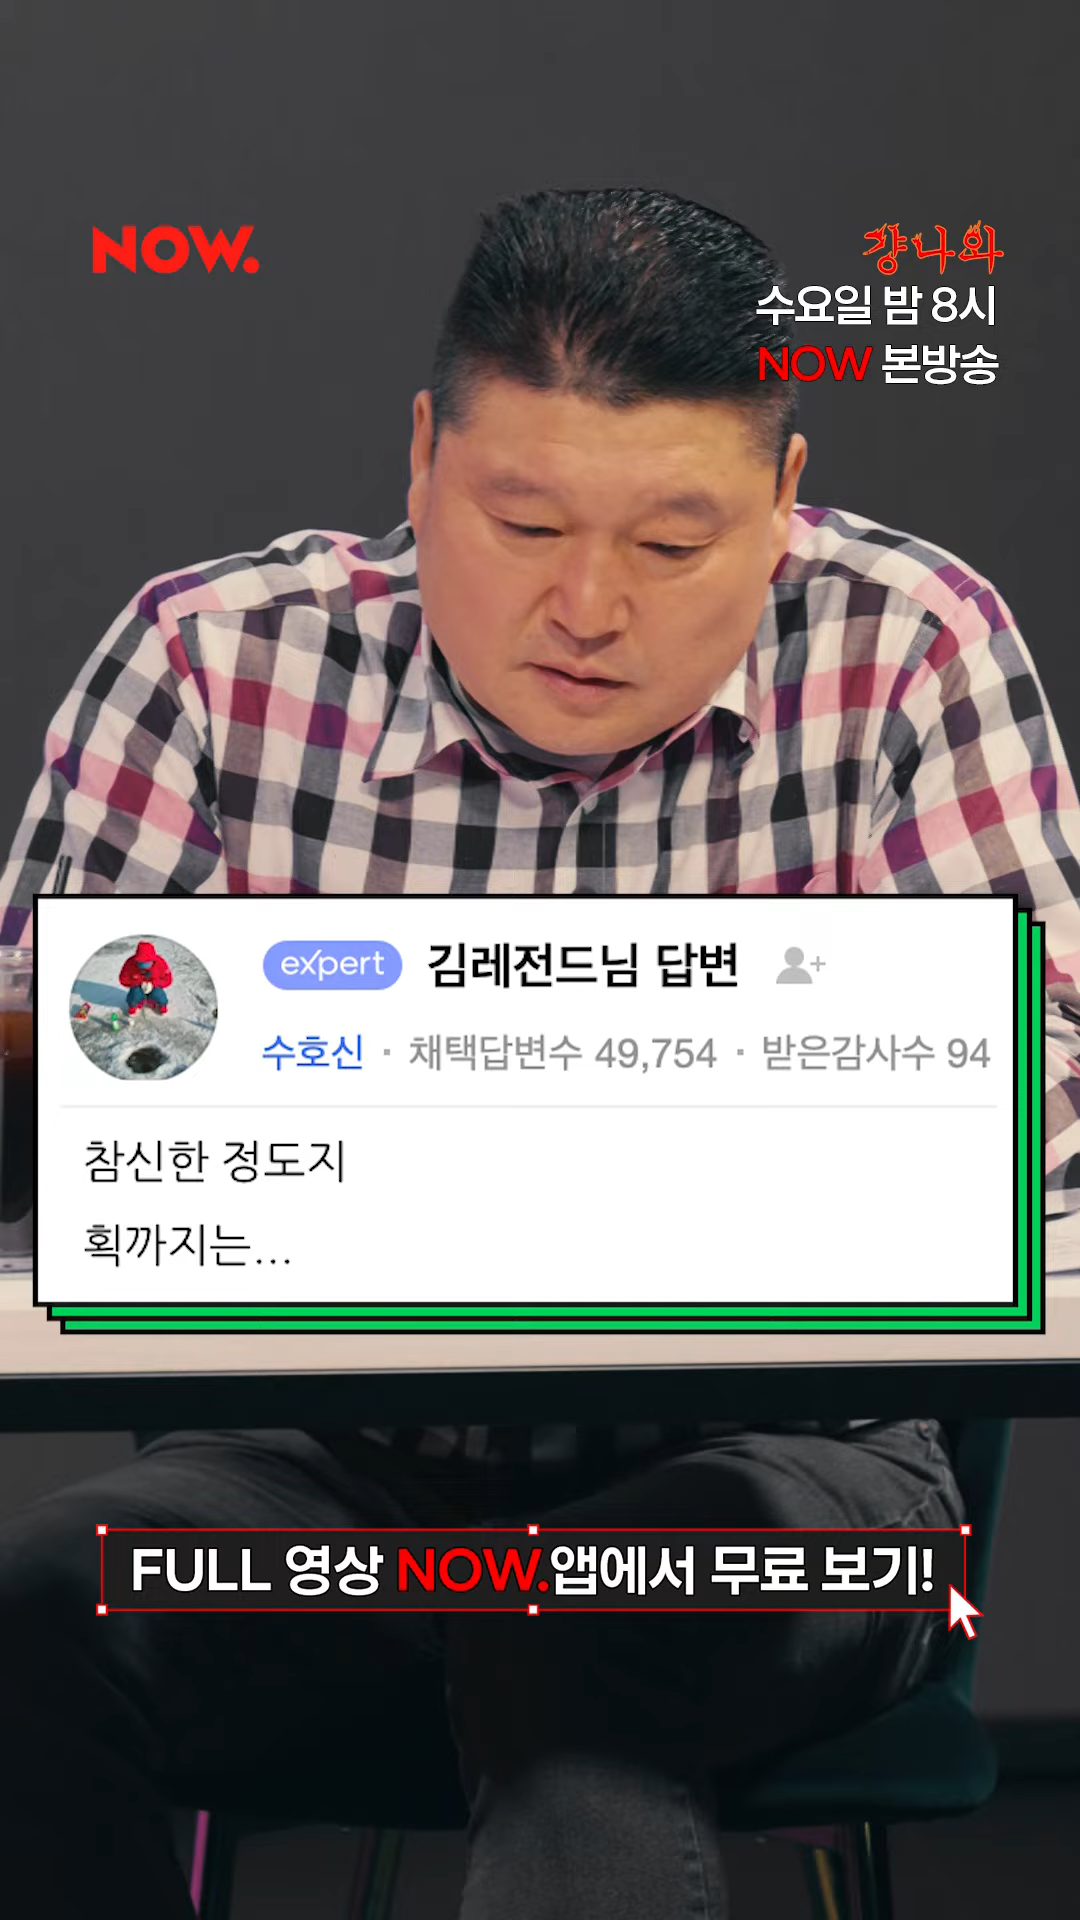 NOW.
걍나와
수요일 밤 8시
NOW 본방송
expert 김레전드님 답변
수호신 · 채택답변수 49,754 · 받은감사수 94
참신한 정도지
획까지는...
FULL 영상 NOW.앱에서 무료 보기!